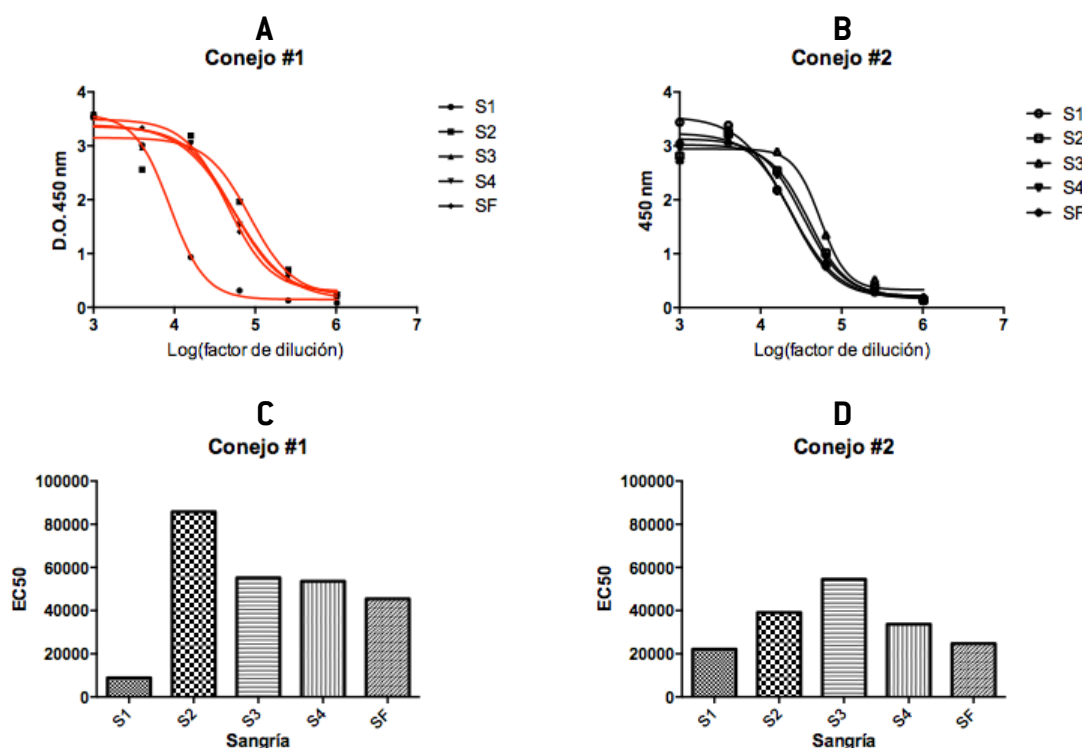 A
Conejo #1
4
3
2
1
0
3 4 5 6 7
D.O. 450 nm
Log(factor de dilución)
S1
S2
S3
S4
SF
B
Conejo #2
4
3
2
1
0
3 4 5 6 7
450 nm
Log(factor de dilución)
S1
S2
S3
S4
SF
C
Conejo #1
100000
80000
60000
40000
20000
0
EC50
S1 S2 S3 S4 SF
Sangría
D
Conejo #2
100000
80000
60000
40000
20000
0
EC50
S1 S2 S3 S4 SF
Sangría